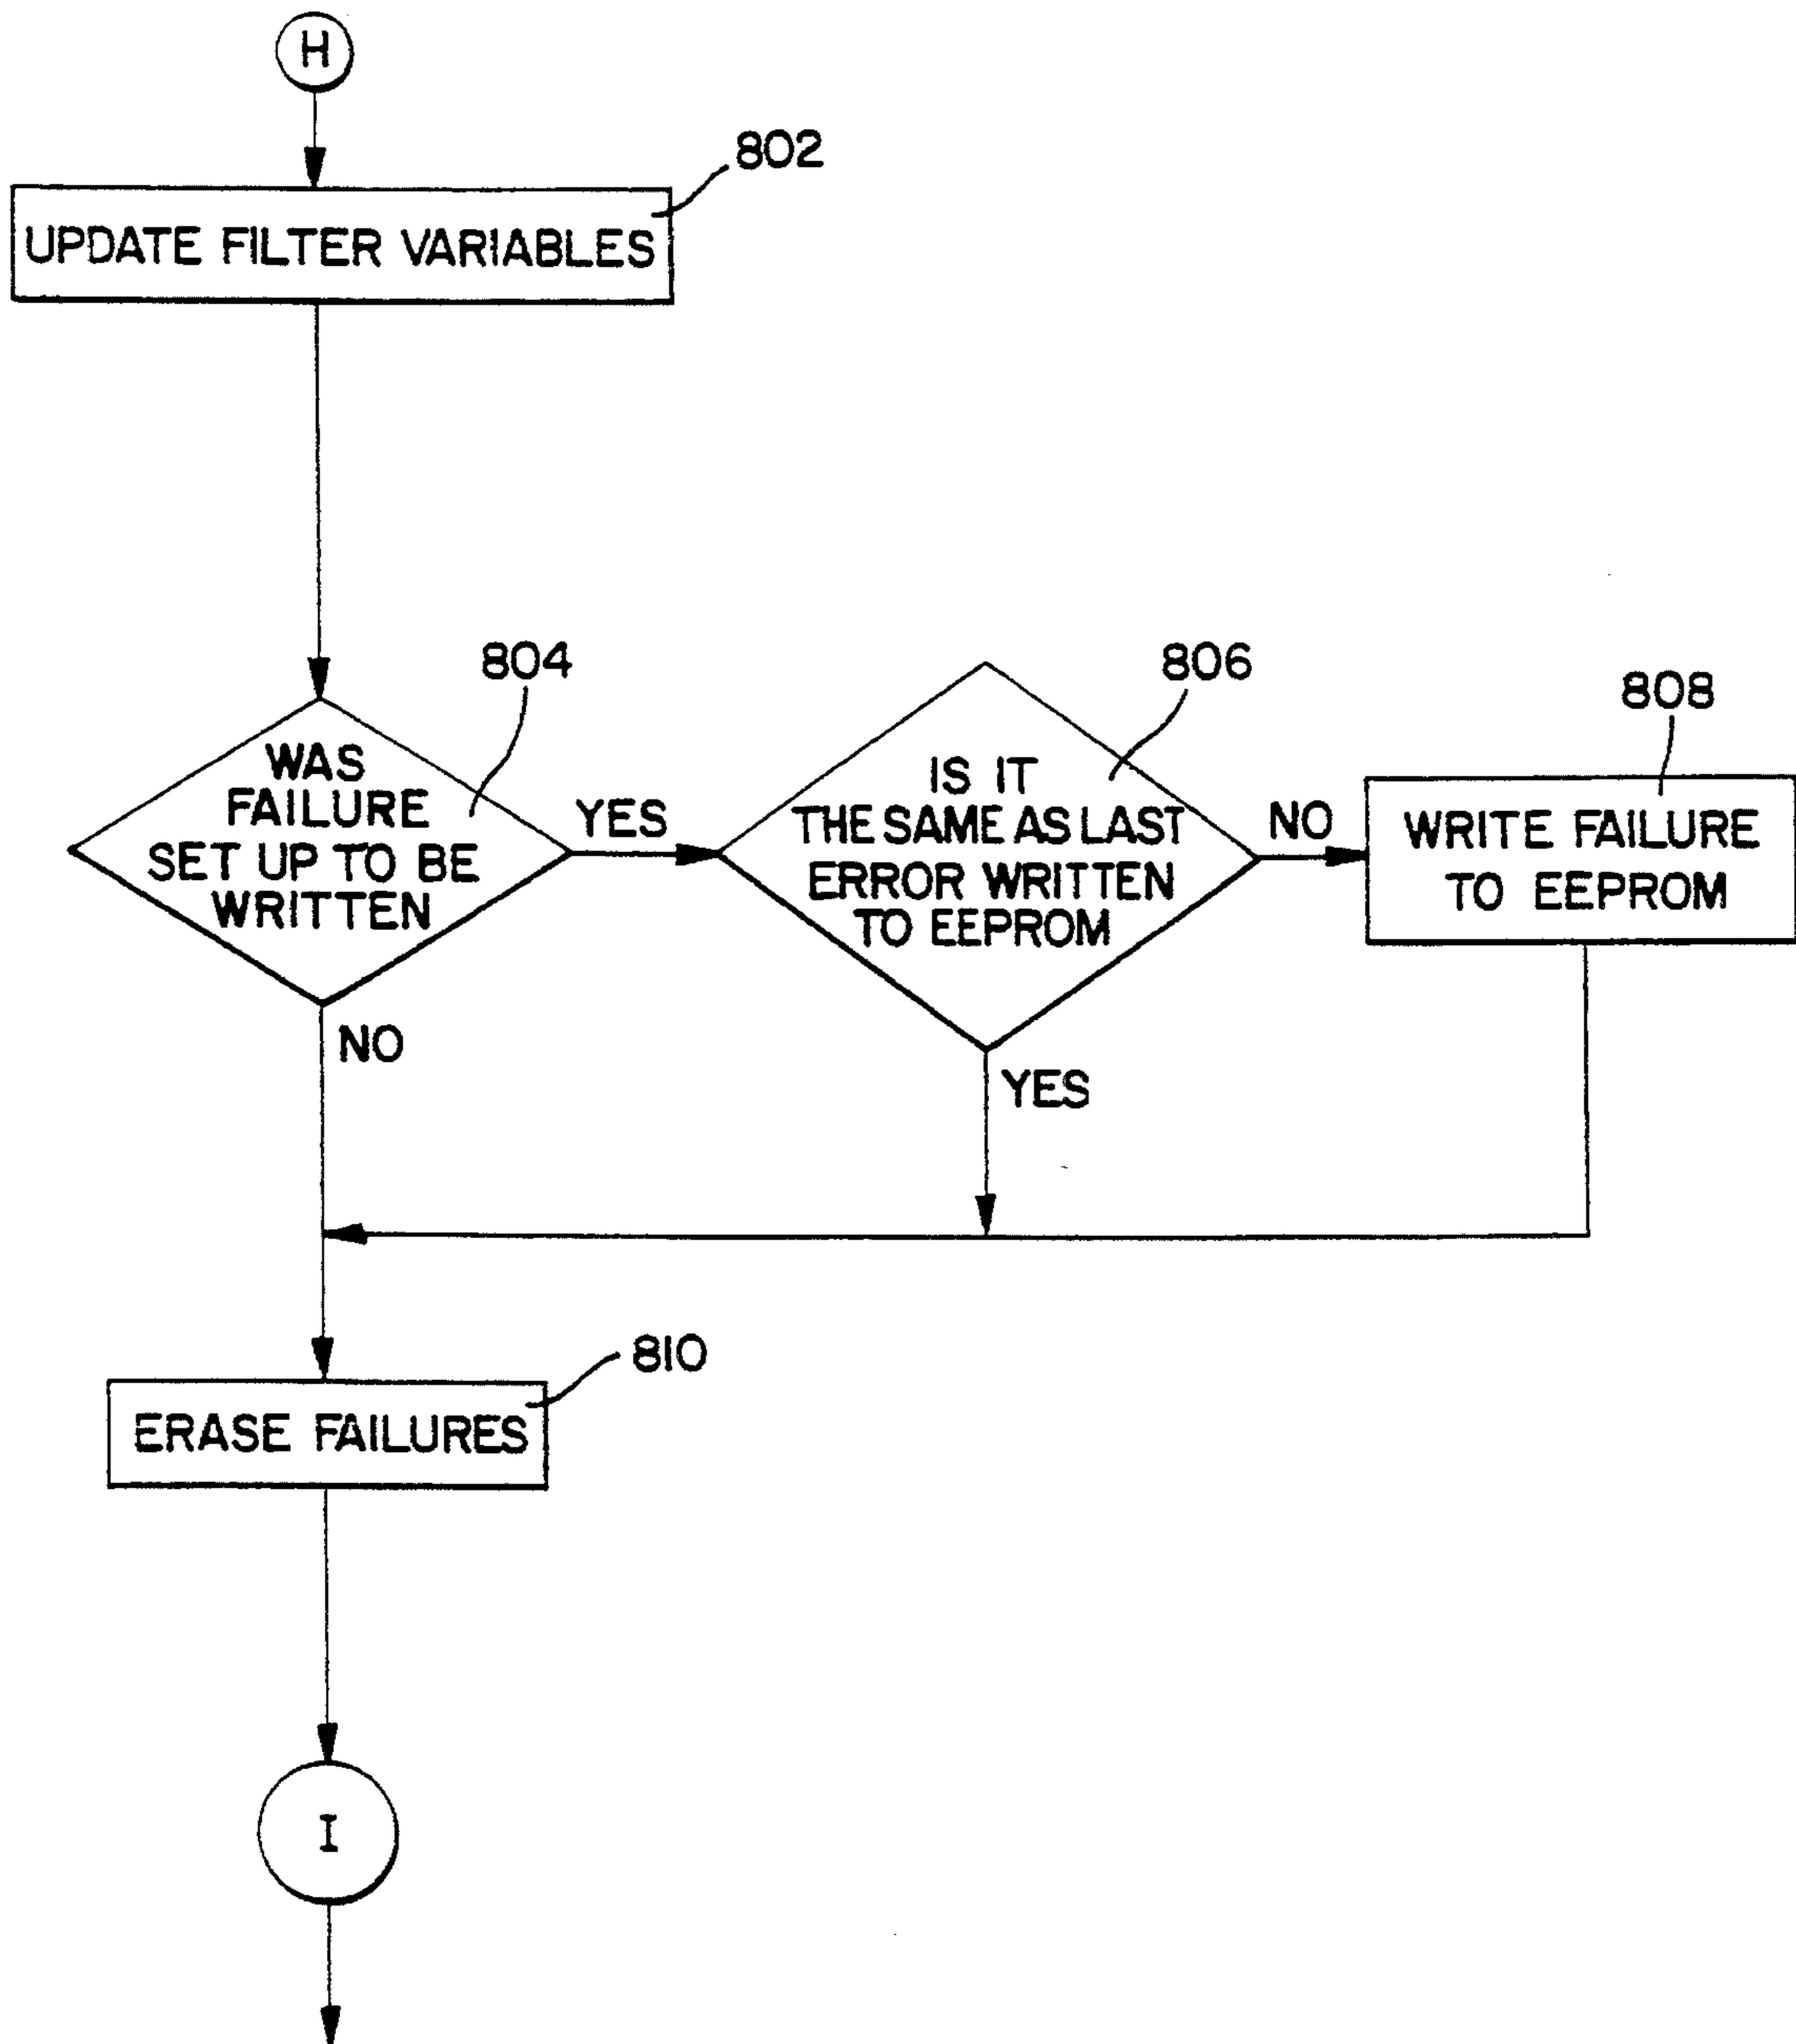 H
802
UPDATE FILTER VARIABLES
804
WAS
FAILURE
SET UP TO BE
WRITTEN
YES
NO
806
IS IT
THE SAME AS LAST
ERROR WRITTEN
TO EEPROM
NO
YES
808
WRITE FAILURE
TO EEPROM
810
ERASE FAILURES
I